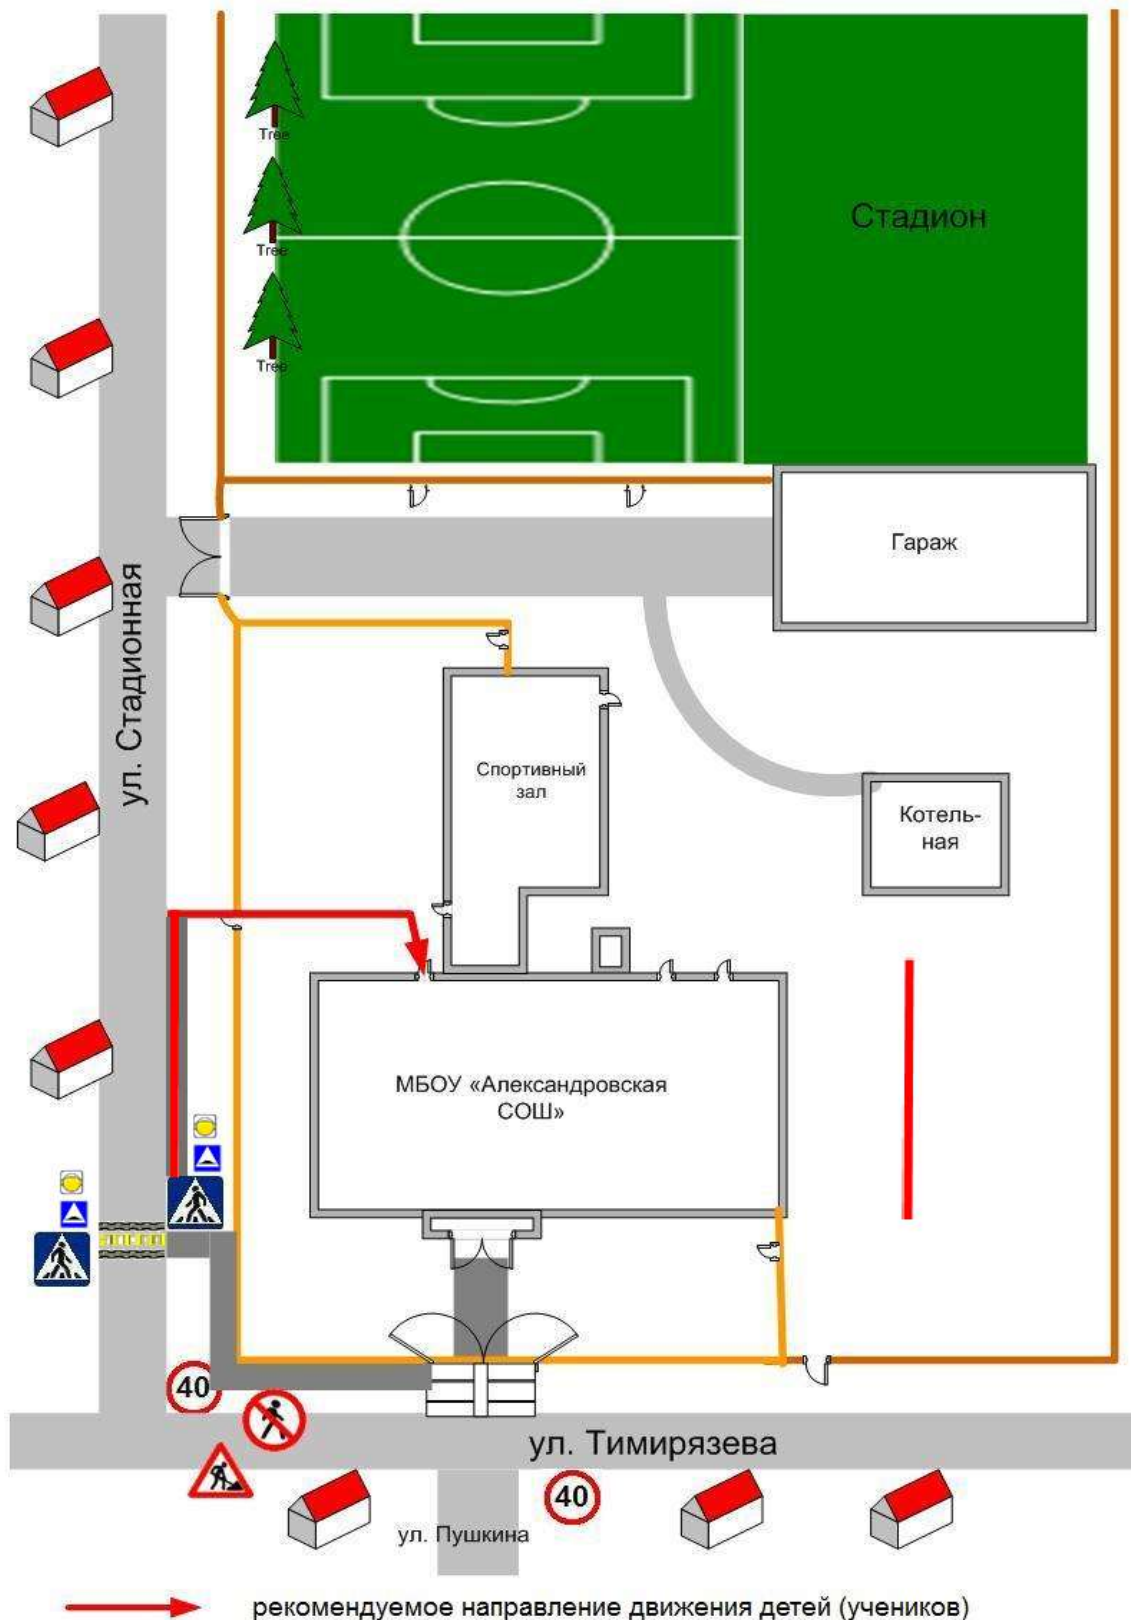 Tree
Tree
Стадион
Tree
Гараж
ул. Стадионная
Спортивный
зал
Котель-
ная
МБОУ «Александровская
СОШ»
40
ул. Тимирязева
40
ул. Пушкина
рекомендуемое направление движения детей (учеников)